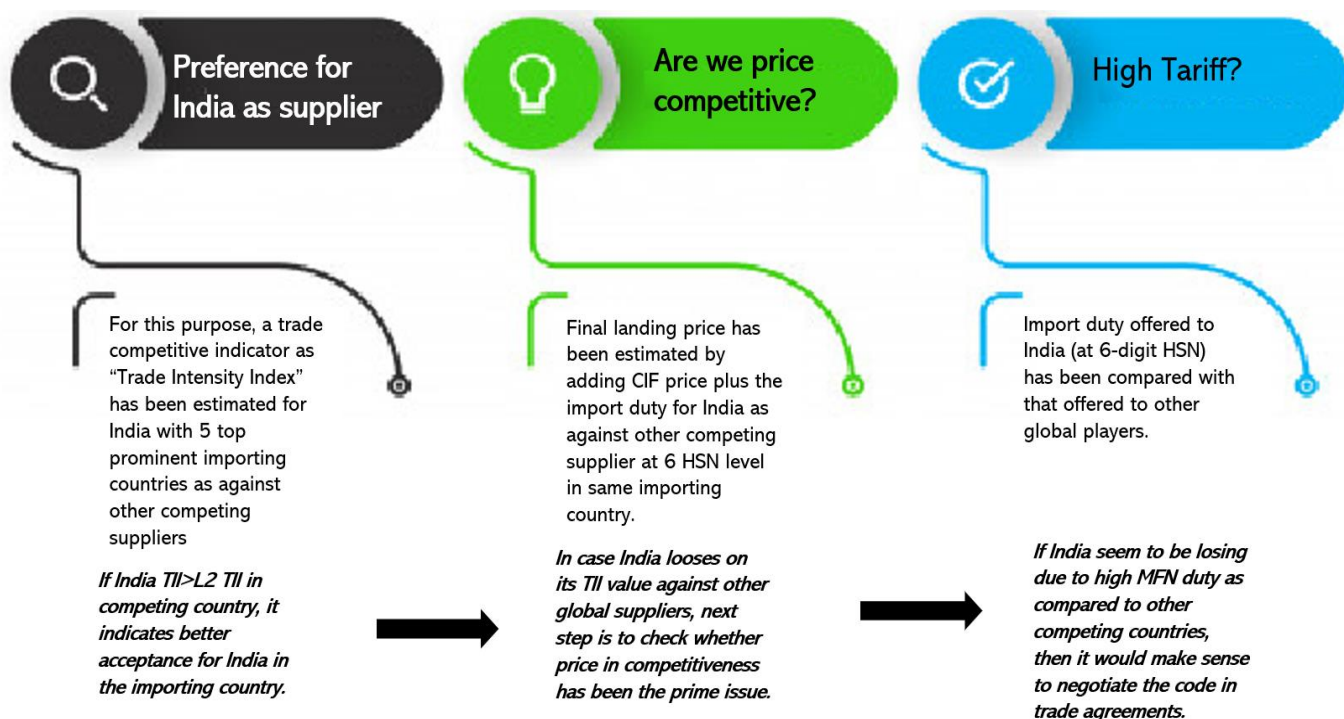 Preference for
India as supplier
For this purpose, a trade
competitive indicator as
“Trade Intensity Index”
has been estimated for
India with 5 top
prominent importing
countries as against
other competing
suppliers
If India TII>L2 TII in
competing country, it
indicates better
acceptance for India in
the importing country.
Are we price
competitive?
Final landing price has
been estimated by
adding CIF price plus the
import duty for India as
against other competing
supplier at 6 HSN level
in same importing
country.
In case India looses on
its TII value against other
global suppliers, next
step is to check whether
price in competitiveness
has been the prime issue.
High Tariff?
Import duty offered to
India (at 6-digit HSN)
has been compared with
that offered to other
global players.
If India seem to be losing
due to high MFN duty as
compared to other
competing countries,
then it would make sense
to negotiate the code in
trade agreements.